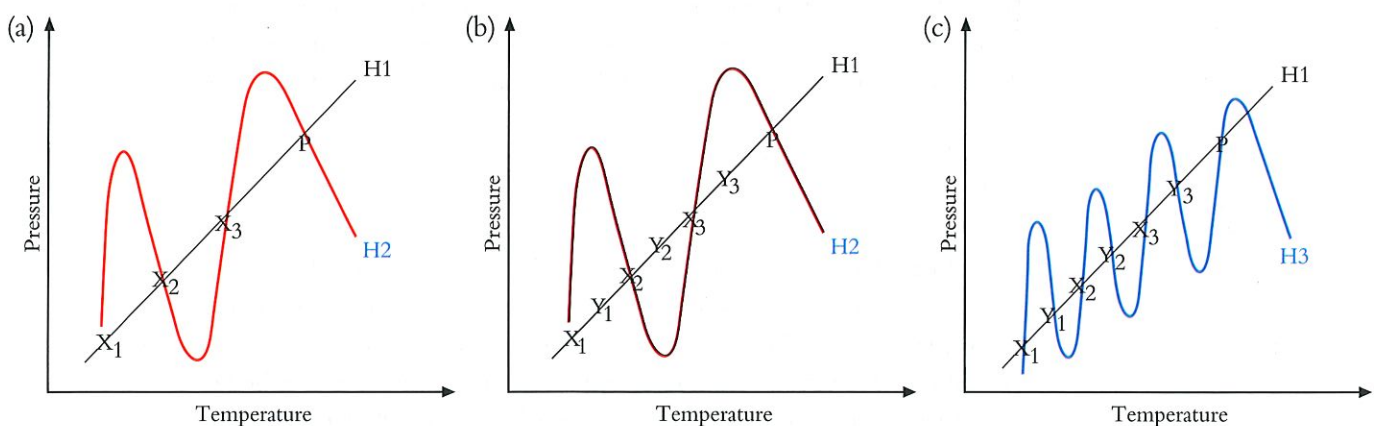 (a)
Pressure
H1
P
X3
X2
X1
H2
Temperature
(b)
Pressure
H1
P
Y3
X3
Y2
X2
Y1
X1
H2
Temperature
(c)
Pressure
H1
P
Y3
X3
Y2
X2
Y1
X1
H3
Temperature